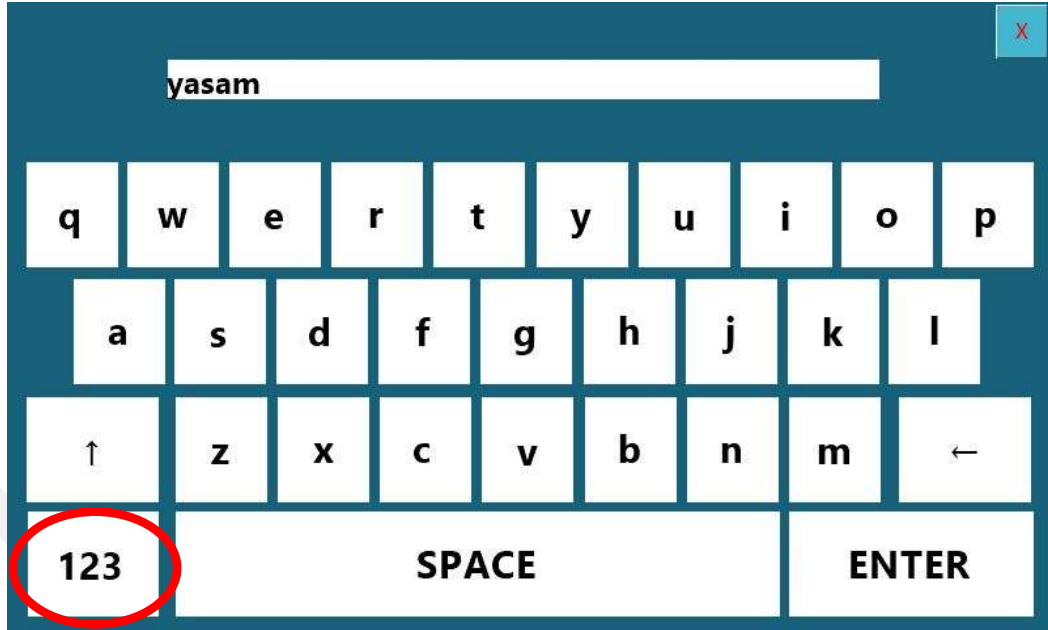 X
yasam
q w e r t y u i o p
a s d f g h j k l
↑ z x c v b n m ←
123 SPACE ENTER